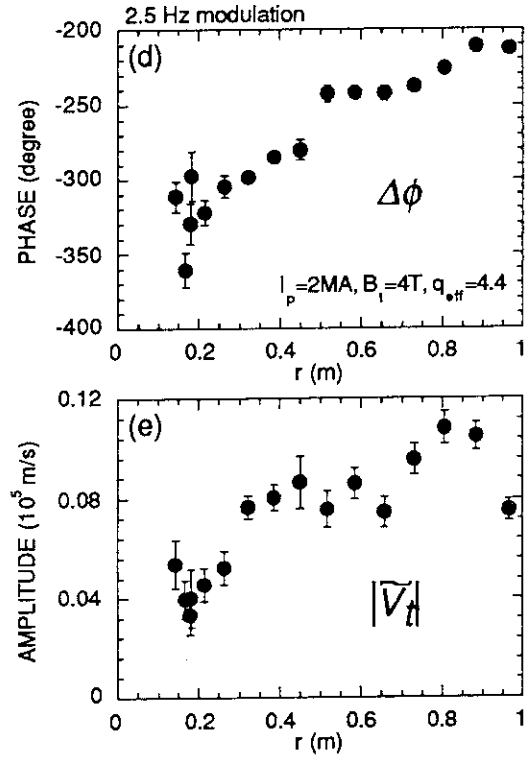 2.5 Hz modulation
(d)
PHASE (degree)
-200
-250
-300
-350
-400
Δϕ
I_p=2MA, B_t=4T, q_eff=4.4
0 0.2 0.4 0.6 0.8 1
r (m)
(e)
AMPLITUDE (10^5 m/s)
0.12
0.08
0.04
0
|Ṽ_t|
0 0.2 0.4 0.6 0.8 1
r (m)